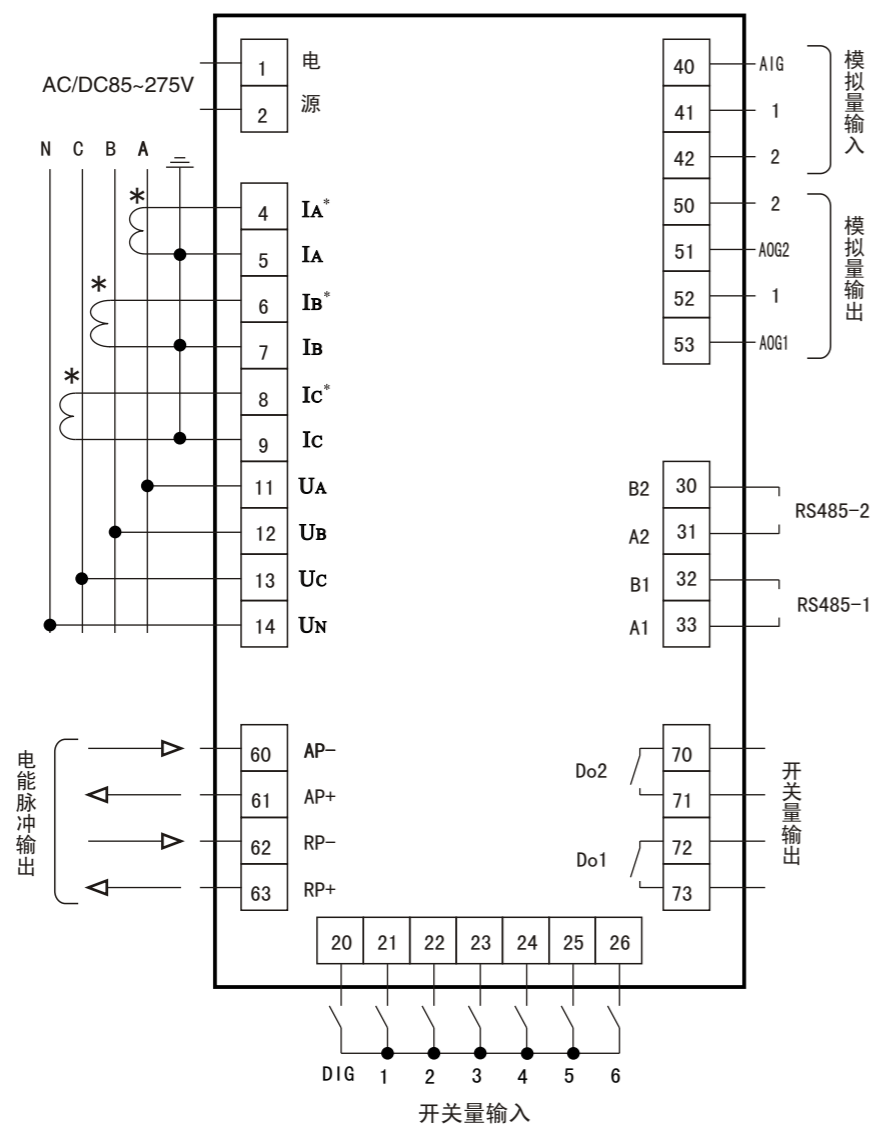 AC/DC85~275V
1 电
2 源
N C B A
* 4 IA*
5 IA
* 6 IB*
7 IB
* 8 IC*
9 IC
11 UA
12 UB
13 UC
14 UN
40 AIG
41 1
42 2
模拟量输入
50 2
51 AOG2
52 1
53 AOG1
模拟量输出
B2 30
A2 31
RS485-2
B1 32
A1 33
RS485-1
电能脉冲输出
60 AP-
61 AP+
62 RP-
63 RP+
Do2 70
71
Do1 72
73
开关量输出
20 21 22 23 24 25 26
DIG 1 2 3 4 5 6
开关量输入